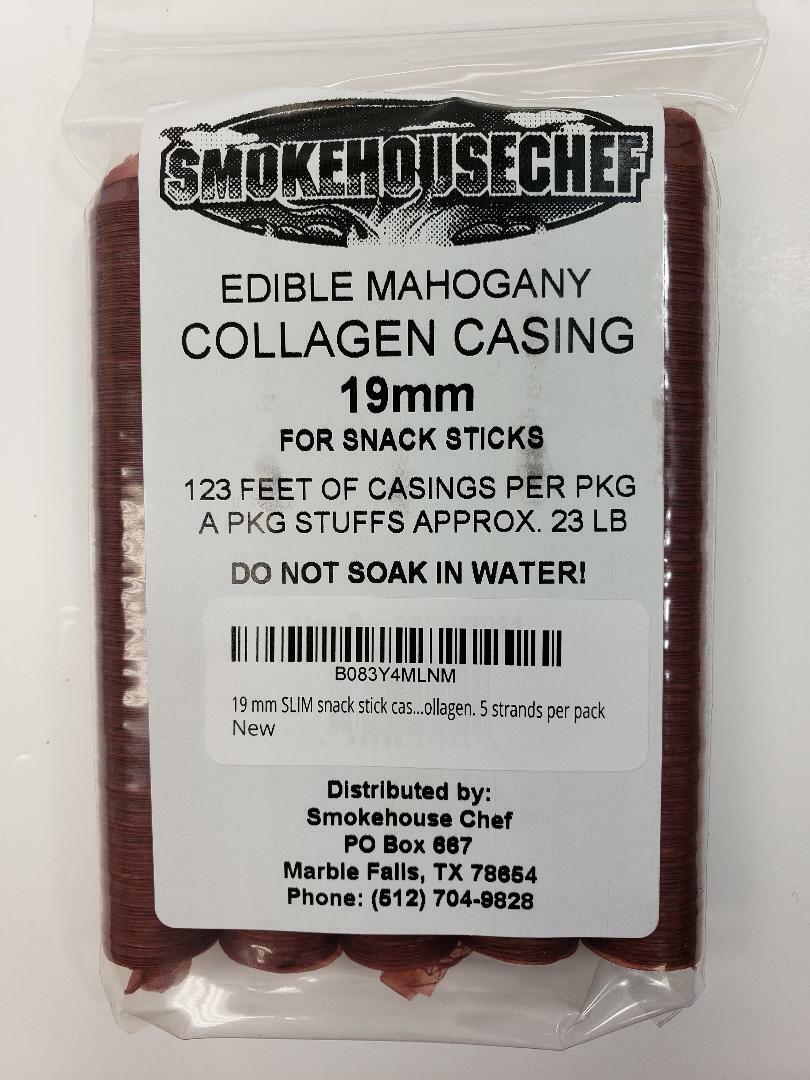 SMOKEHOUSECHEF
EDIBLE MAHOGANY
COLLAGEN CASING
19mm
FOR SNACK STICKS
123 FEET OF CASINGS PER PKG
A PKG STUFFS APPROX. 23 LB
DO NOT SOAK IN WATER!
B083Y4MLNM
19 mm SLIM snack stick cas...ollagen. 5 strands per pack
New
Distributed by:
Smokehouse Chef
PO Box 667
Marble Falls, TX 78654
Phone: (512) 704-9828